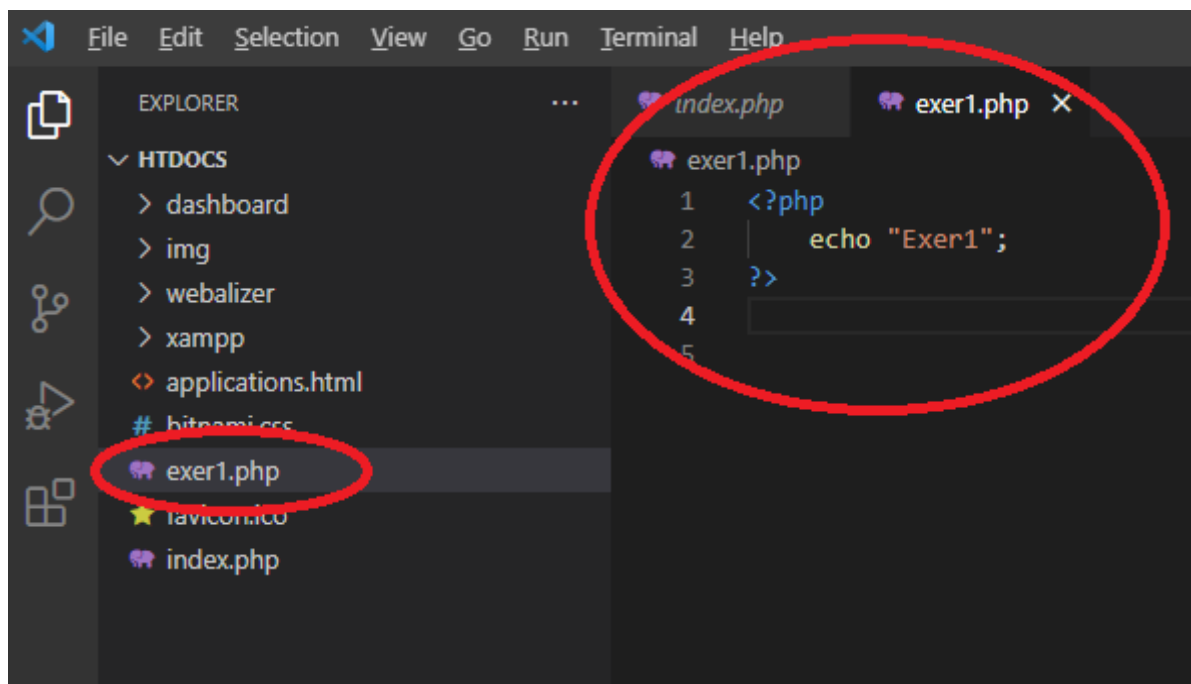 File Edit Selection View Go Run Terminal Help
EXPLORER ...
index.php exer1.php ×
HTDOCS
dashboard
img
webalizer
xampp
applications.html
# bitnami.css
exer1.php
favicon.ico
index.php
exer1.php
1 <?php
2 echo "Exer1";
3 ?>
4
5